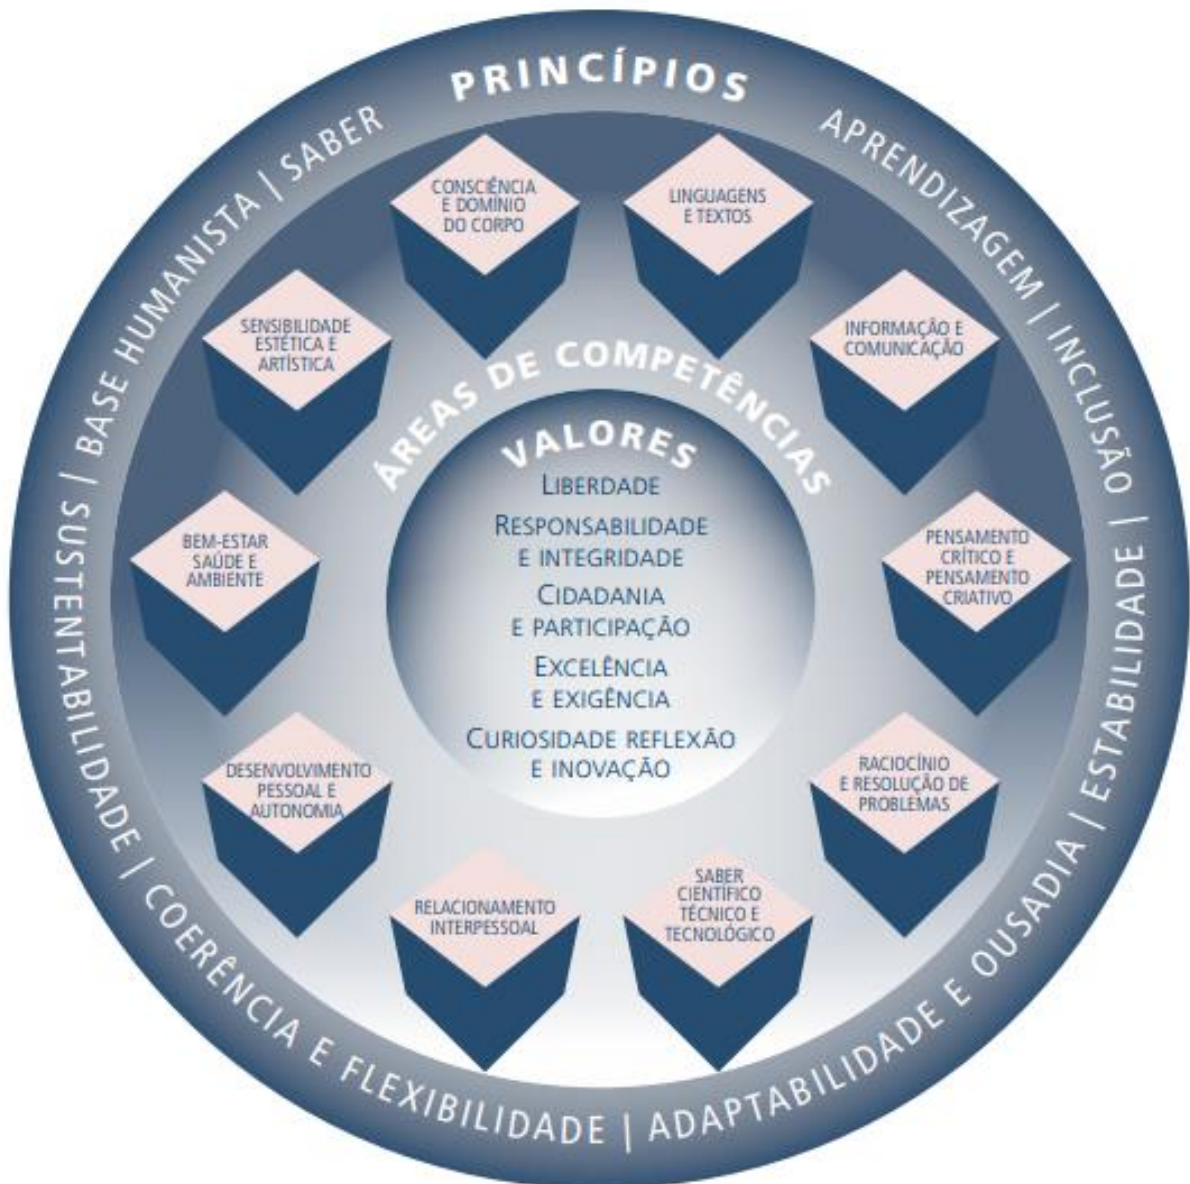 PRINCÍPIOS
APRENDIZAGEM | INCLUSÃO | ESTABILIDADE | ADAPTABILIDADE E OUSADIA | COERÊNCIA E FLEXIBILIDADE | SUSTENTABILIDADE | BASE HUMANISTA | SABER
ÁREAS DE COMPETÊNCIAS
LINGUAGENS
E TEXTOS
INFORMAÇÃO E
COMUNICAÇÃO
PENSAMENTO
CRÍTICO E
PENSAMENTO
CRIATIVO
RACIOCÍNIO
E RESOLUÇÃO DE
PROBLEMAS
SABER
CIENTÍFICO
TÉCNICO E
TECNOLÓGICO
RELACIONAMENTO
INTERPESSOAL
DESENVOLVIMENTO
PESSOAL E
AUTONOMIA
BEM-ESTAR
SAÚDE E
AMBIENTE
SENSIBILIDADE
ESTÉTICA E
ARTÍSTICA
CONSCIÊNCIA
E DOMÍNIO
DO CORPO
VALORES
LIBERDADE
RESPONSABILIDADE
E INTEGRIDADE
CIDADANIA
E PARTICIPAÇÃO
EXCELÊNCIA
E EXIGÊNCIA
CURIOSIDADE REFLEXÃO
E INOVAÇÃO